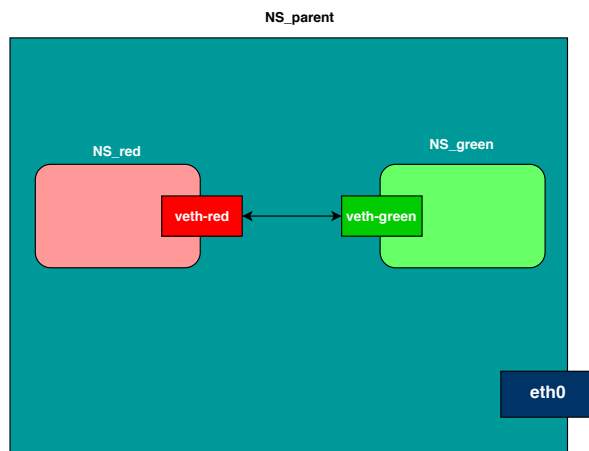 NS_parent
NS_red
NS_green
veth-red
veth-green
eth0